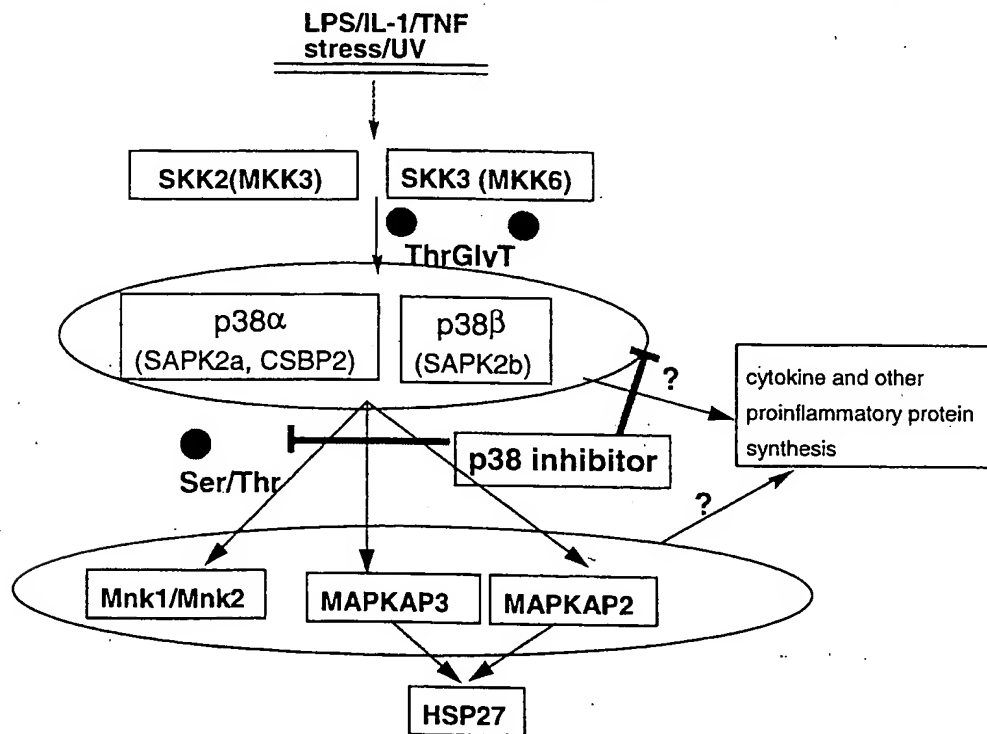 LPS/IL-1/TNF
stress/UV
SKK2(MKK3)
SKK3 (MKK6)
ThrGlvT
p38α
(SAPK2a, CSBP2)
p38β
(SAPK2b)
?
cytokine and other
proinflammatory protein
synthesis
p38 inhibitor
Ser/Thr
?
Mnk1/Mnk2
MAPKAP3
MAPKAP2
HSP27